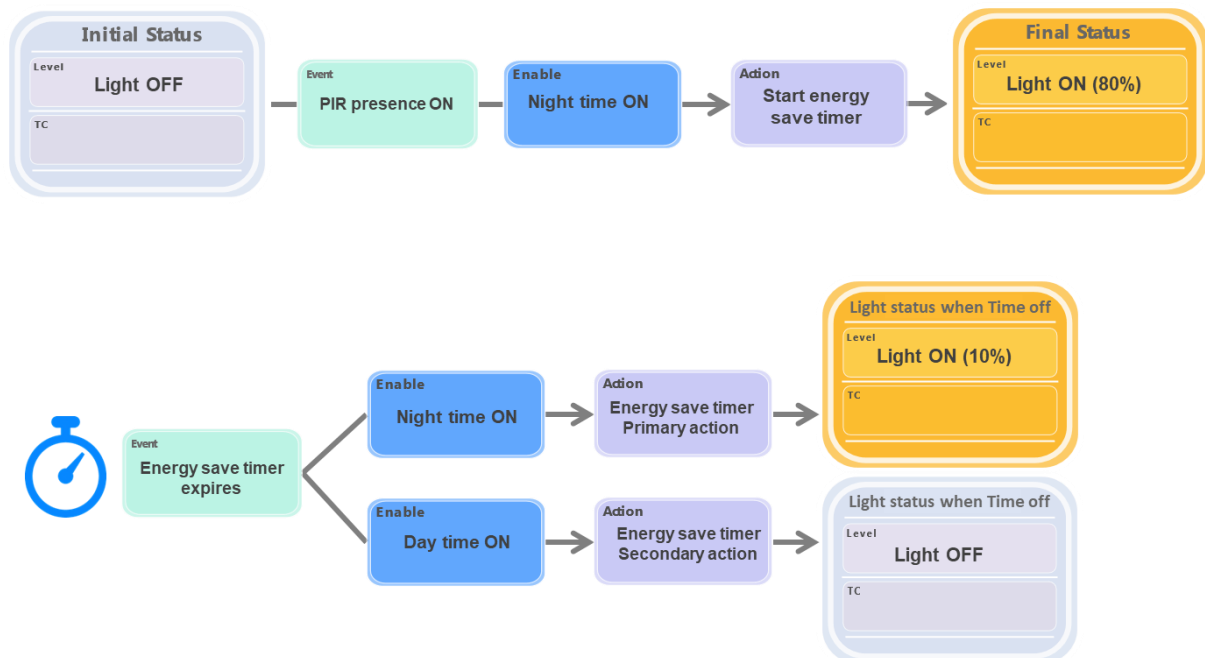 Initial Status
Level
Light OFF
TC
Event
PIR presence ON
Enable
Night time ON
Action
Start energy
save timer
Final Status
Level
Light ON (80%)
TC
Event
Energy save timer
expires
Enable
Night time ON
Action
Energy save timer
Primary action
Light status when Time off
Level
Light ON (10%)
TC
Enable
Day time ON
Action
Energy save timer
Secondary action
Light status when Time off
Level
Light OFF
TC